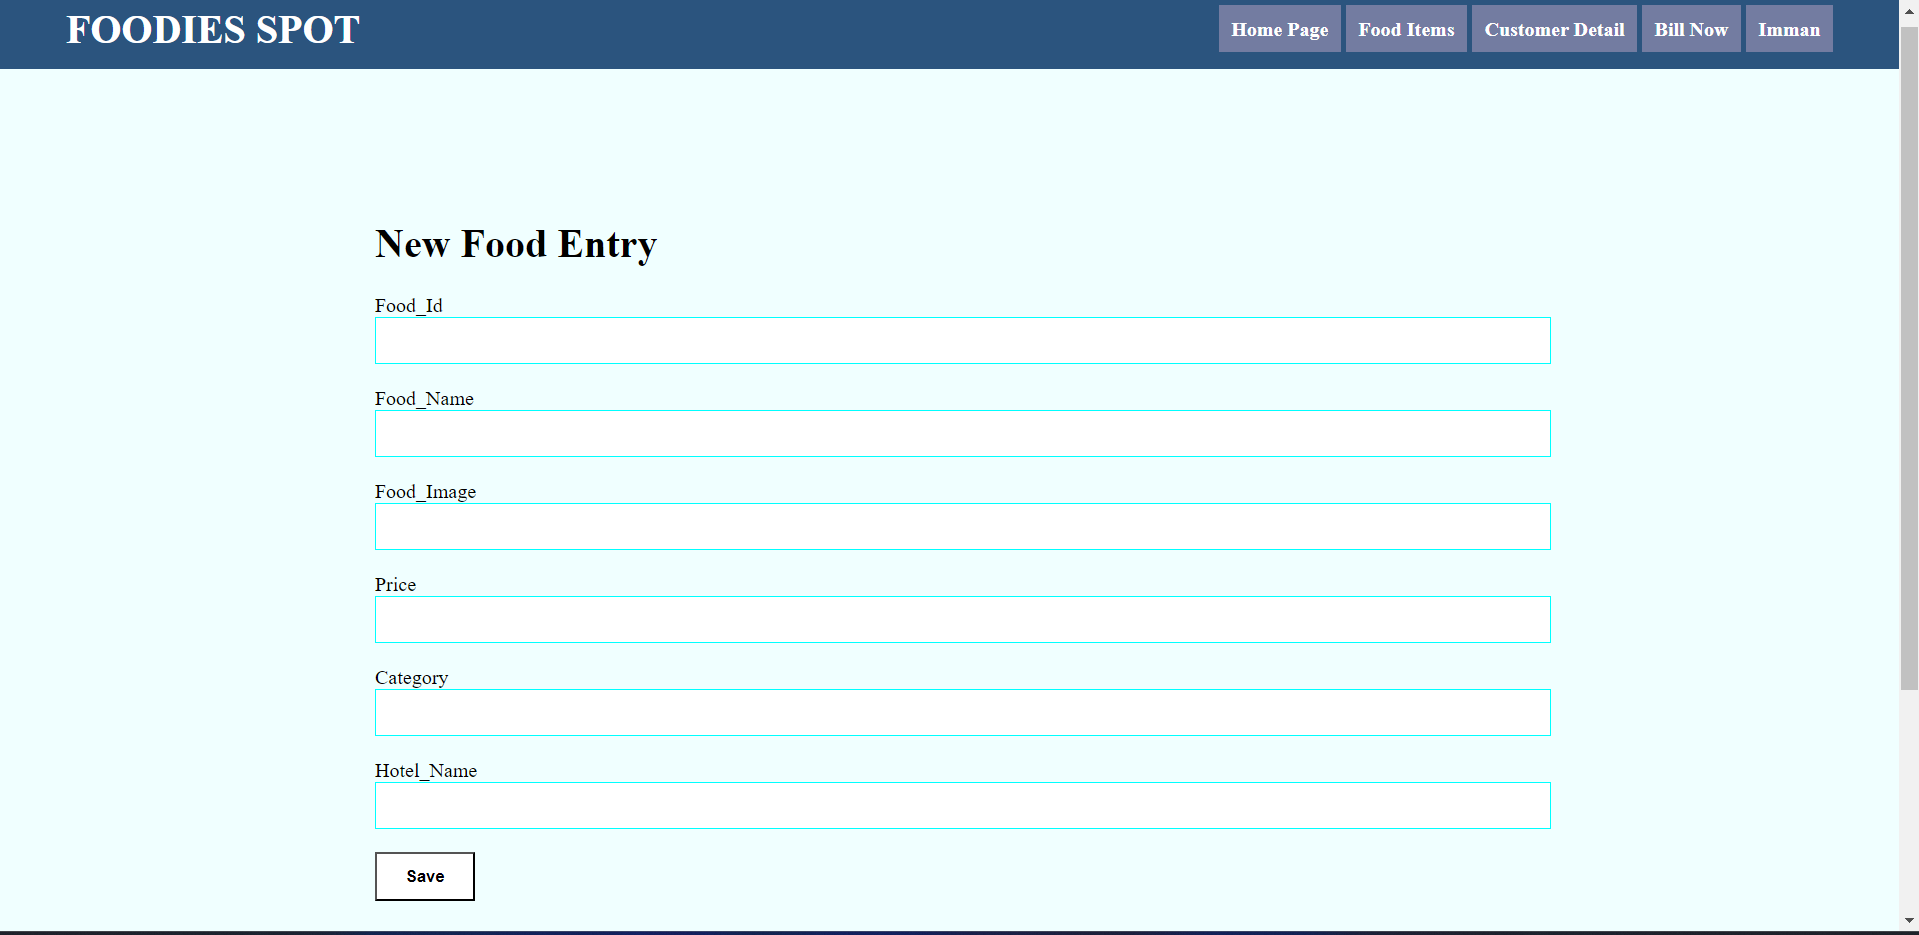 FOODIES SPOT
Home Page Food Items Customer Detail Bill Now Imman
New Food Entry
Food_Id
Food_Name
Food_Image
Price
Category
Hotel_Name
Save